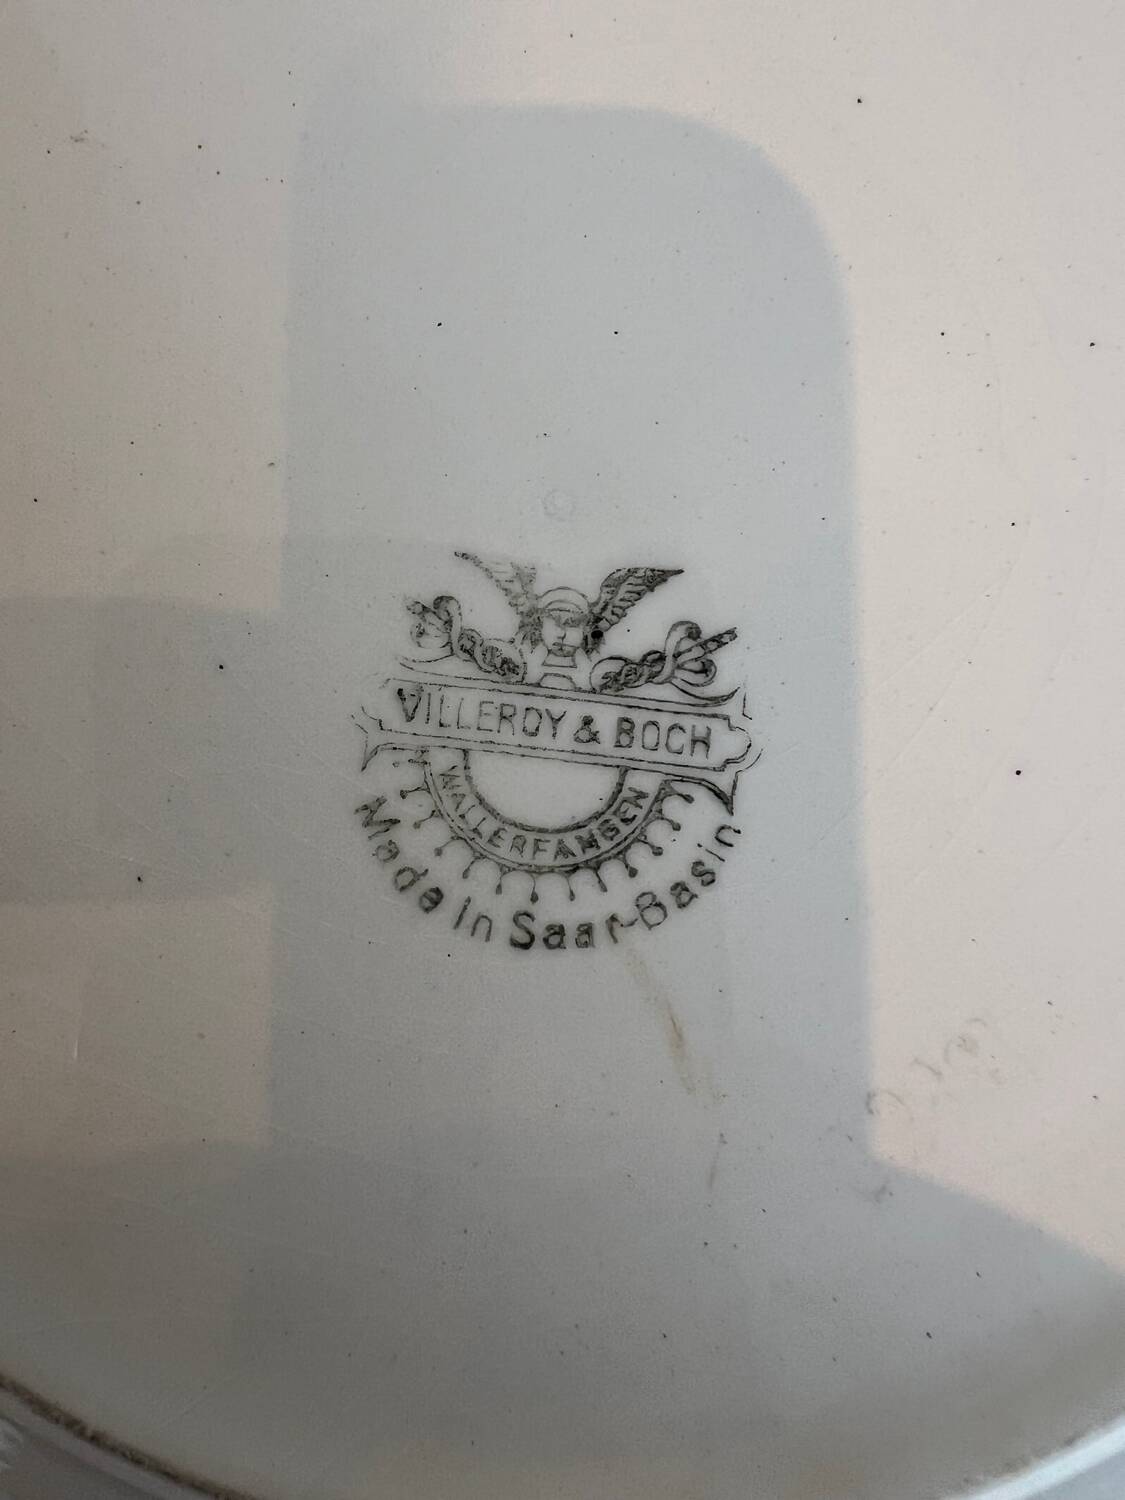 VILLEROY & BOCH
WALLERFANGEN
Made in Saar-Basin